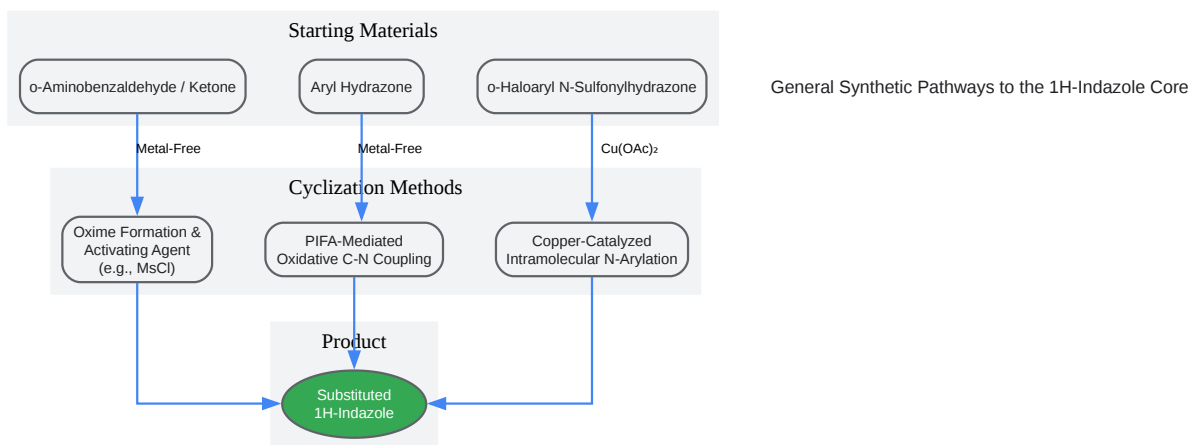 Starting Materials
o-Aminobenzaldehyde / Ketone
Aryl Hydrazone
o-Haloaryl N-Sulfonylhydrazone
General Synthetic Pathways to the 1H-Indazole Core
Metal-Free
Metal-Free
Cu(OAc)₂
Cyclization Methods
Oxime Formation &
Activating Agent
(e.g., MsCl)
PIFA-Mediated
Oxidative C-N Coupling
Copper-Catalyzed
Intramolecular N-Arylation
Product
Substituted
1H-Indazole